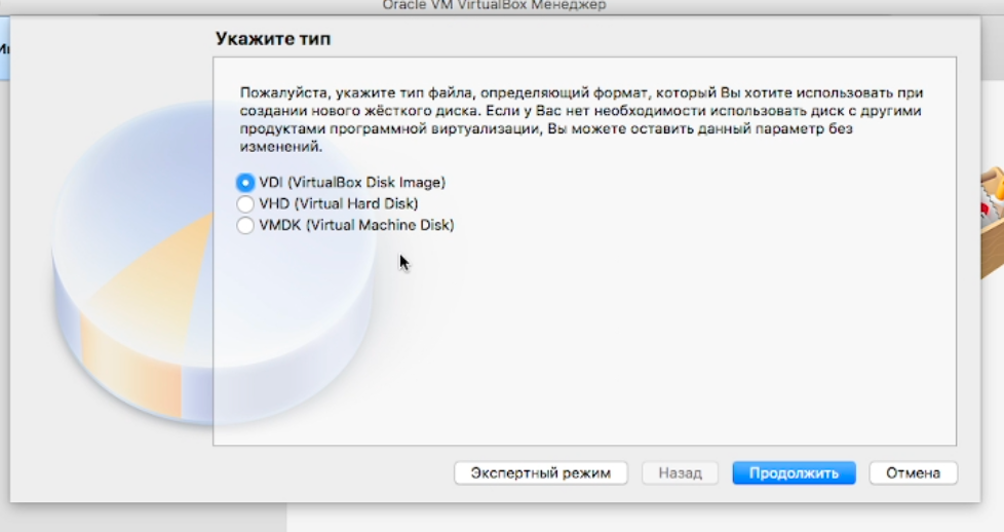 Oracle VM VirtualBox Менеджер
Укажите тип
Пожалуйста, укажите тип файла, определяющий формат, который Вы хотите использовать при
создании нового жёсткого диска. Если у Вас нет необходимости использовать диск с другими
продуктами программной виртуализации, Вы можете оставить данный параметр без
изменений.
VDI (VirtualBox Disk Image)
VHD (Virtual Hard Disk)
VMDK (Virtual Machine Disk)
Экспертный режим
Назад
Продолжить
Отмена